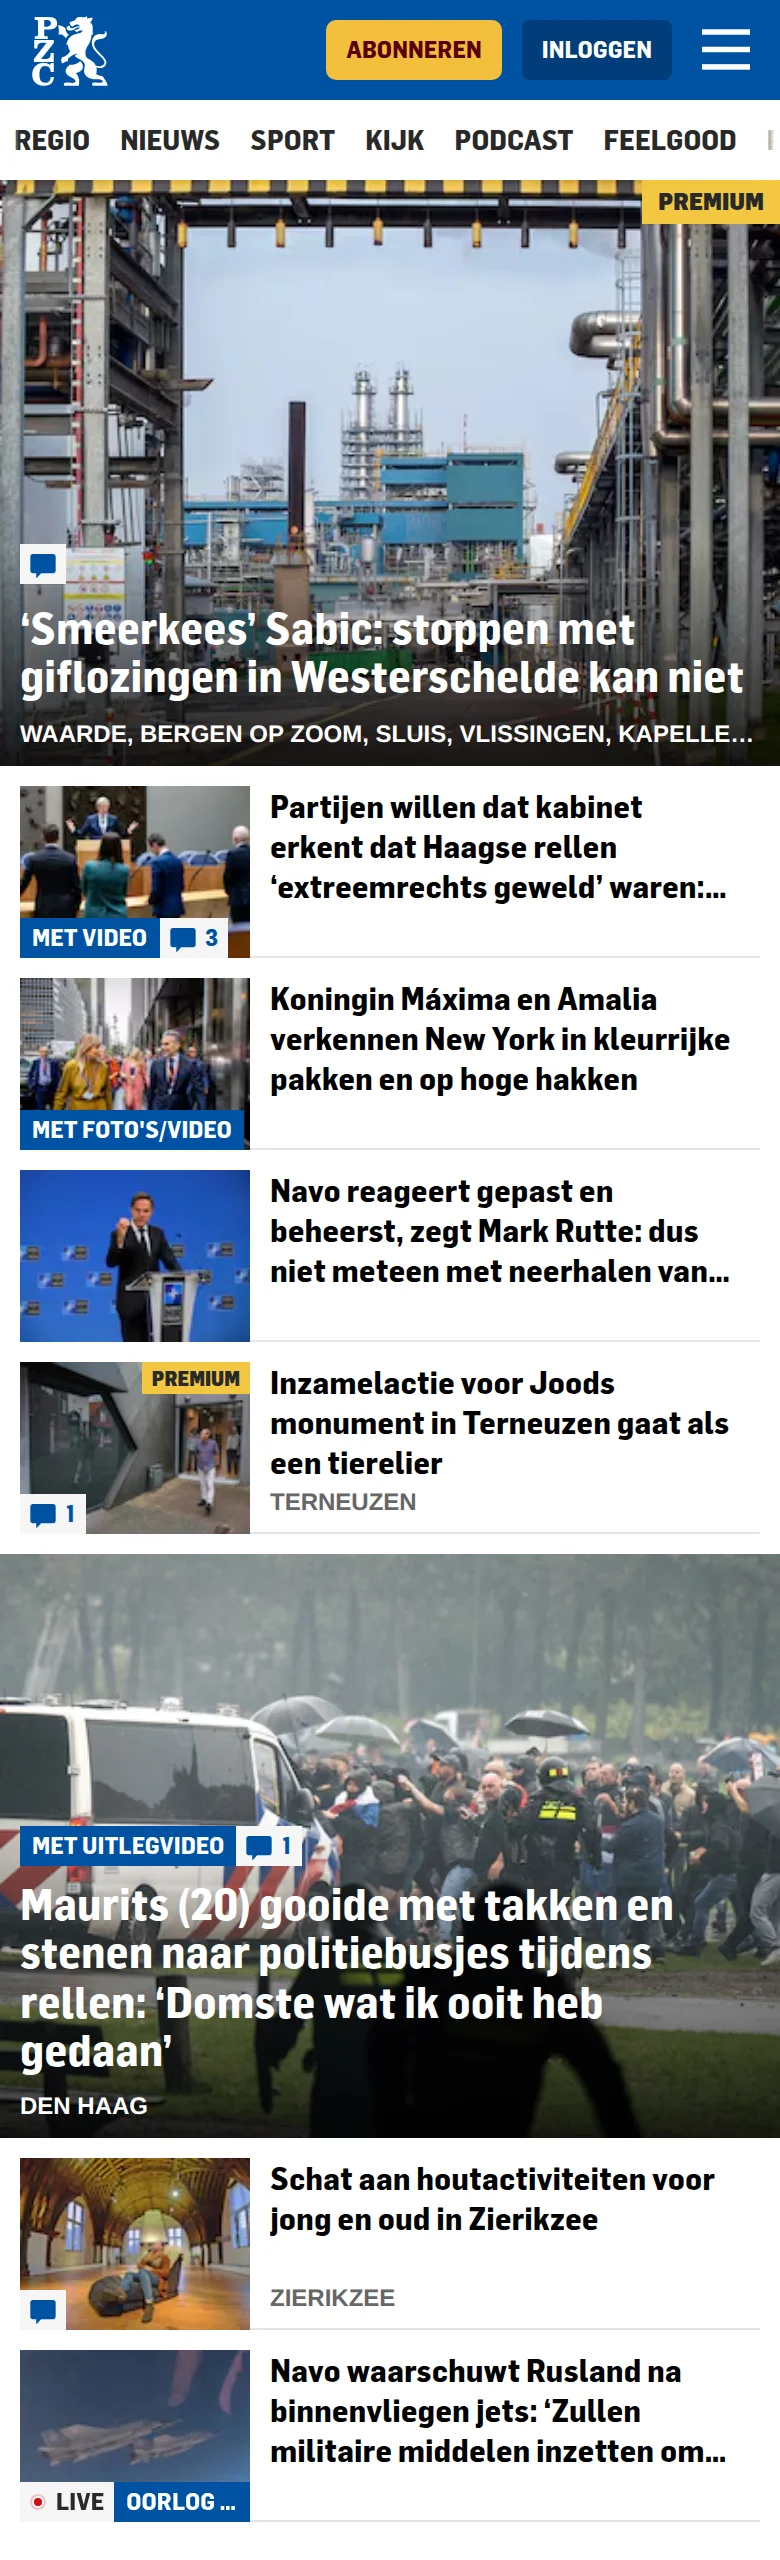 PZC
ABONNEREN
INLOGGEN
REGIO NIEUWS SPORT KIJK PODCAST FEELGOOD
PREMIUM
‘Smeerkees’ Sabic: stoppen met
giflozingen in Westerschelde kan niet
WAARDE, BERGEN OP ZOOM, SLUIS, VLISSINGEN, KAPELLE…
Partijen willen dat kabinet
erkent dat Haagse rellen
‘extreemrechts geweld’ waren:...
MET VIDEO 3
Koningin Máxima en Amalia
verkennen New York in kleurrijke
pakken en op hoge hakken
MET FOTO'S/VIDEO
Navo reageert gepast en
beheerst, zegt Mark Rutte: dus
niet meteen met neerhalen van...
PREMIUM
Inzamelactie voor Joods
monument in Terneuzen gaat als
een tierelier
TERNEUZEN
1
MET UITLEGVIDEO 1
Maurits (20) gooide met takken en
stenen naar politiebusjes tijdens
rellen: ‘Domste wat ik ooit heb
gedaan’
DEN HAAG
Schat aan houtactiviteiten voor
jong en oud in Zierikzee
ZIERIKZEE
Navo waarschuwt Rusland na
binnenvliegen jets: ‘Zullen
militaire middelen inzetten om...
LIVE OORLOG ...